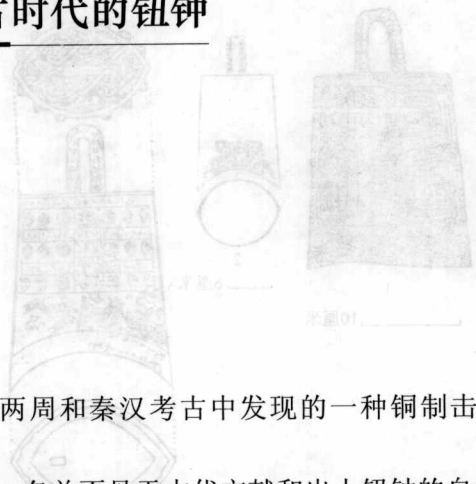 时代的钮钟
两周和秦汉考古中发现的一种铜制击
名并不见于古代文献和出土钮钟的自